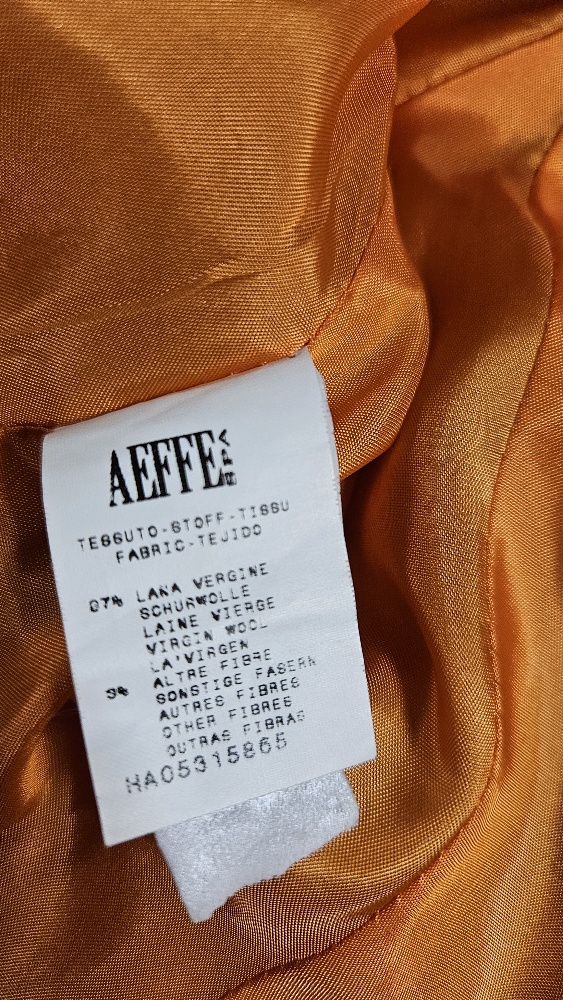 AEFFE SPA
TESSUTO-STOFF-TISSU
FABRIC-TEJIDO
97% LANA VERGINE
SCHURWOLLE
LAINE VIERGE
VIRGIN WOOL
LA'VIRGEN
3% ALTRE FIBRE
SONSTIGE FASERN
AUTRES FIBRES
OTHER FIBRES
OUTRAS FIBRAS
HA05315865